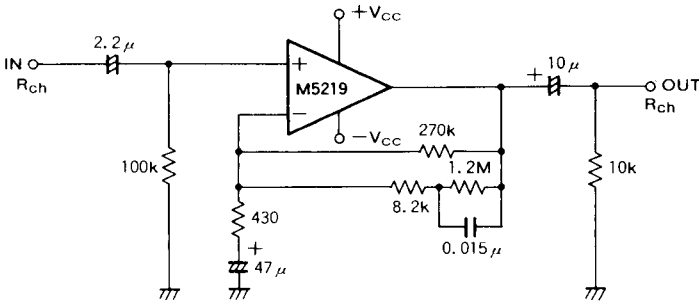 +VCC
2.2μ
10μ
+
IN
+
M5219
OUT
Rch
Rch
−
−VCC
270k
100k
1.2M
10k
8.2k
430
+
0.015μ
47μ